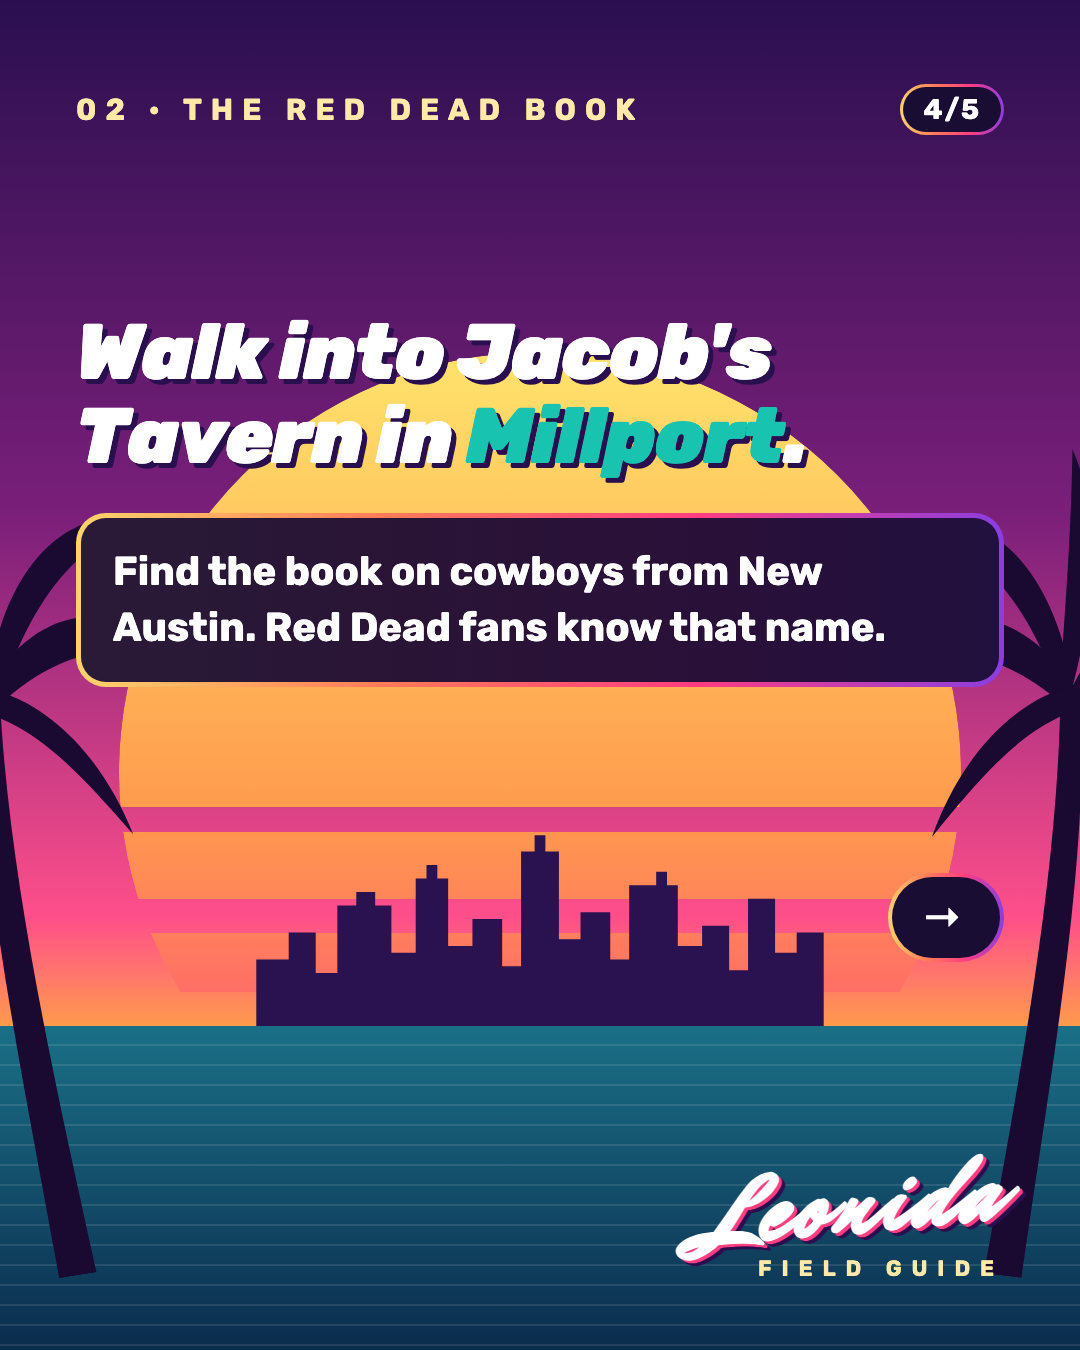 02 • THE RED DEAD BOOK
4/5
Walk into Jacob's
Tavern in Millport.
Find the book on cowboys from New
Austin. Red Dead fans know that name.
→
Leonida
FIELD GUIDE